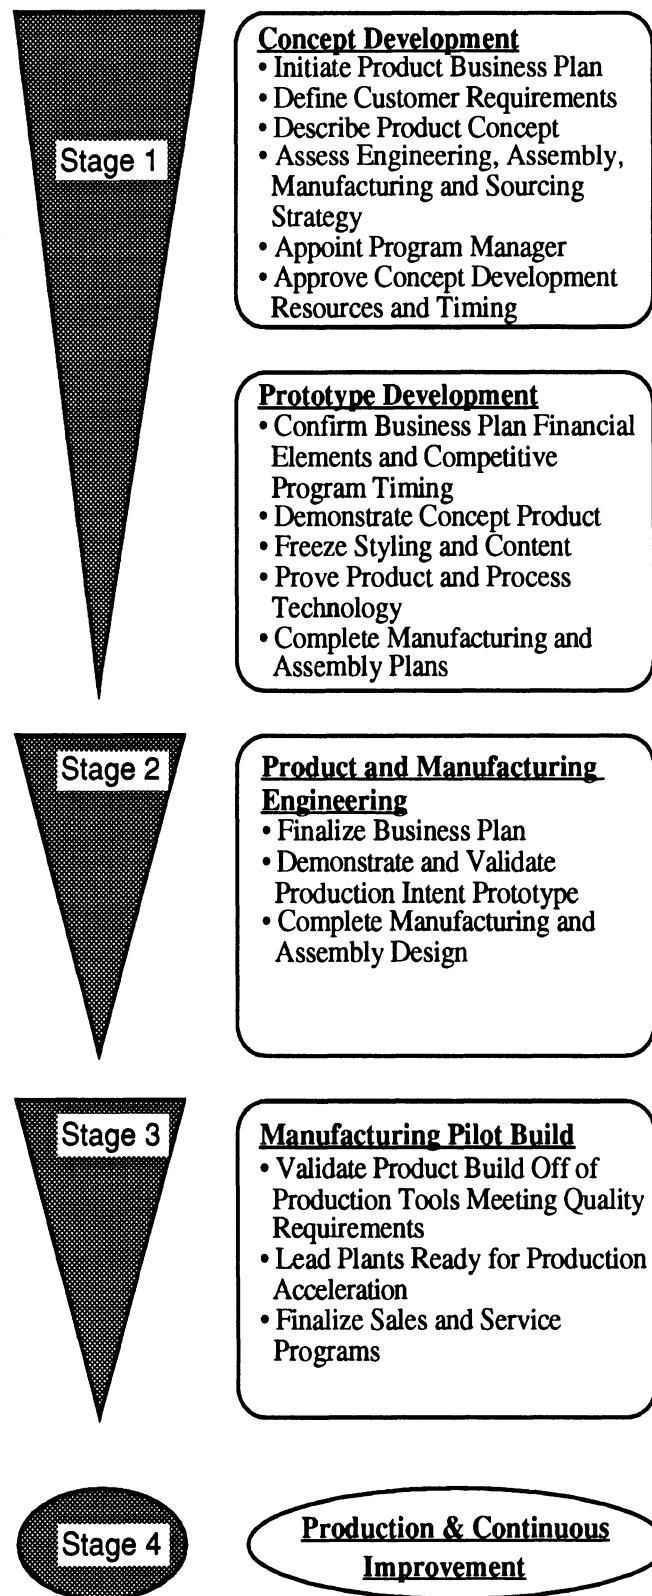 Stage 1
Concept Development
• Initiate Product Business Plan
• Define Customer Requirements
• Describe Product Concept
• Assess Engineering, Assembly,
Manufacturing and Sourcing
Strategy
• Appoint Program Manager
• Approve Concept Development
Resources and Timing
Prototype Development
• Confirm Business Plan Financial
Elements and Competitive
Program Timing
• Demonstrate Concept Product
• Freeze Styling and Content
• Prove Product and Process
Technology
• Complete Manufacturing and
Assembly Plans
Stage 2
Product and Manufacturing
Engineering
• Finalize Business Plan
• Demonstrate and Validate
Production Intent Prototype
• Complete Manufacturing and
Assembly Design
Stage 3
Manufacturing Pilot Build
• Validate Product Build Off of
Production Tools Meeting Quality
Requirements
• Lead Plants Ready for Production
Acceleration
• Finalize Sales and Service
Programs
Stage 4
Production & Continuous
Improvement